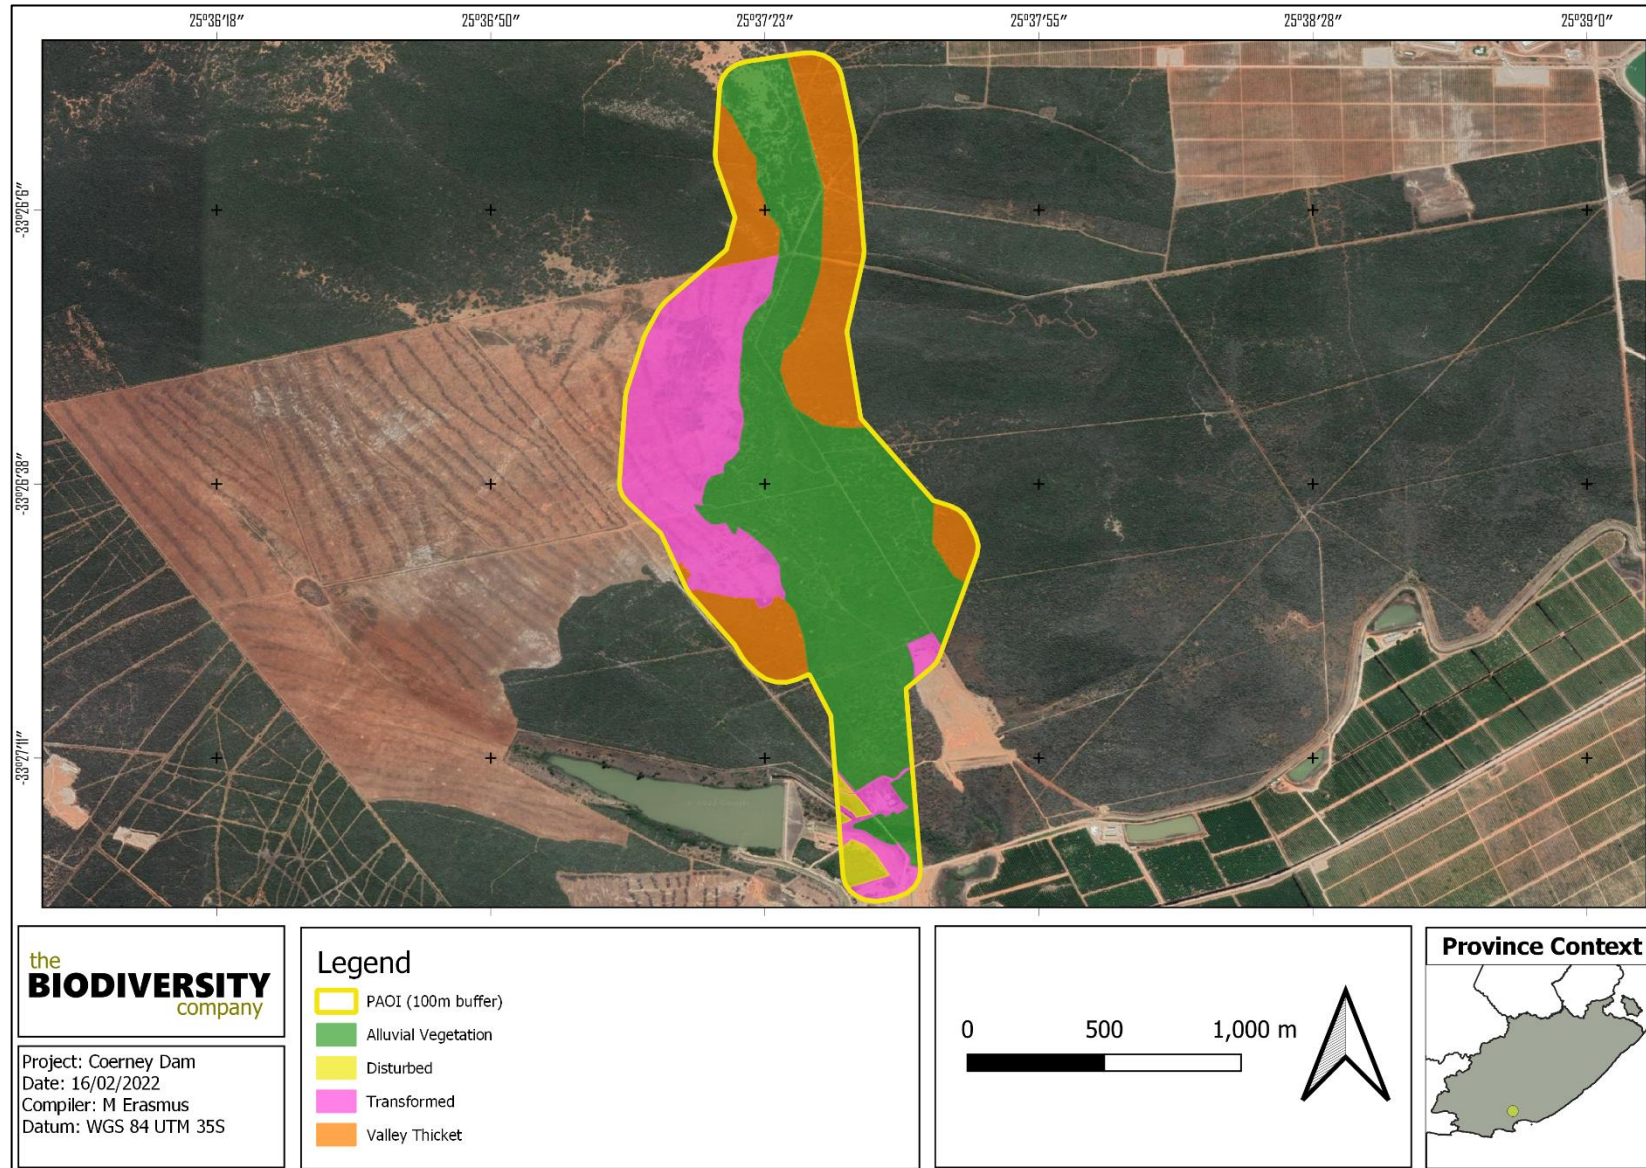 25°36′18″ 25°36′50″ 25°37′23″ 25°37′55″ 25°38′28″ 25°39′0″
-33°26′6″
-33°26′38″
-33°27′11″
the
BIODIVERSITY
company
Project: Coerney Dam
Date: 16/02/2022
Compiler: M Erasmus
Datum: WGS 84 UTM 35S
Legend
PAOI (100m buffer)
Alluvial Vegetation
Disturbed
Transformed
Valley Thicket
0 500 1,000 m
Province Context